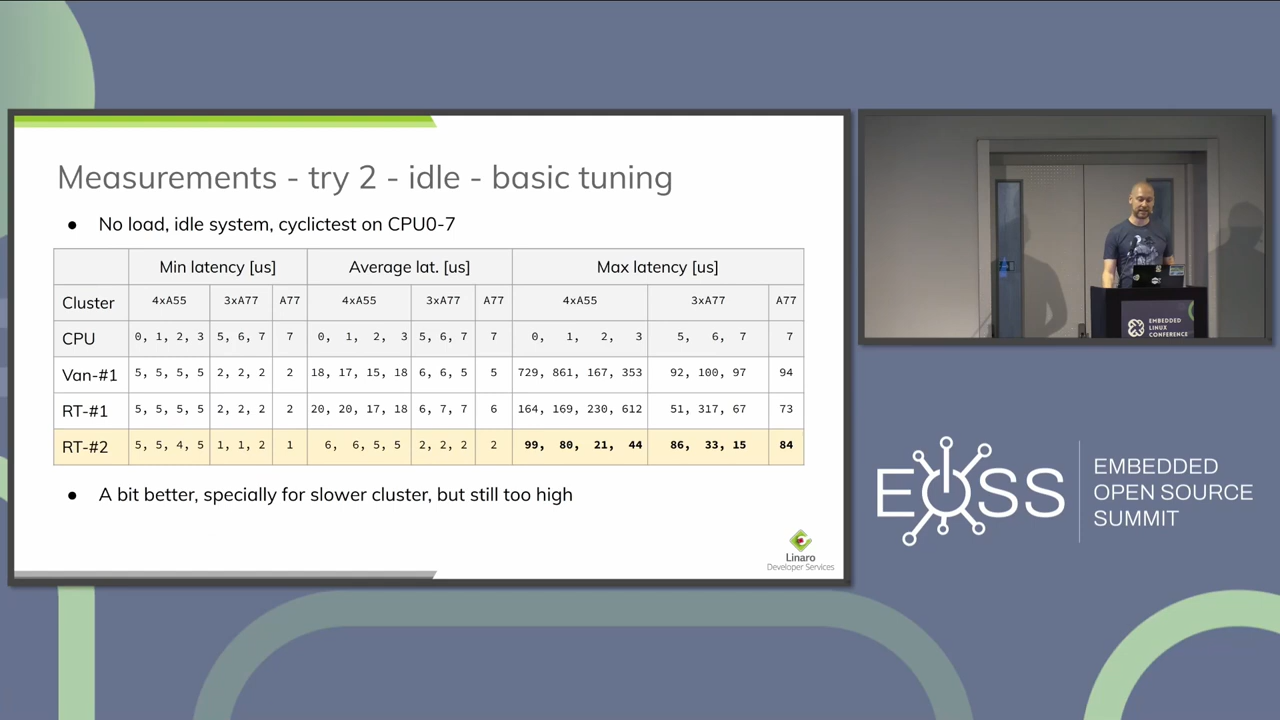 Measurements - try 2 - idle - basic tuning
● No load, idle system, cyclictest on CPU0-7
Min latency [us] Average lat. [us] Max latency [us]
Cluster 4xA55 3xA77 A77 4xA55 3xA77 A77 4xA55 3xA77 A77
CPU 0, 1, 2, 3 5, 6, 7 7 0, 1, 2, 3 5, 6, 7 7 0, 1, 2, 3 5, 6, 7 7
Van-#1 5, 5, 5, 5 2, 2, 2 2 18, 17, 15, 18 6, 6, 5 5 729, 861, 167, 353 92, 100, 97 94
RT-#1 5, 5, 5, 5 2, 2, 2 2 20, 20, 17, 18 6, 7, 7 6 164, 169, 230, 612 51, 317, 67 73
RT-#2 5, 5, 4, 5 1, 1, 2 1 6, 6, 5, 5 2, 2, 2 2 99, 80, 21, 44 86, 33, 15 84
● A bit better, specially for slower cluster, but still too high
Linaro
Developer Services
EMBEDDED
LINUX
CONFERENCE
EOSS
EMBEDDED
OPEN SOURCE
SUMMIT